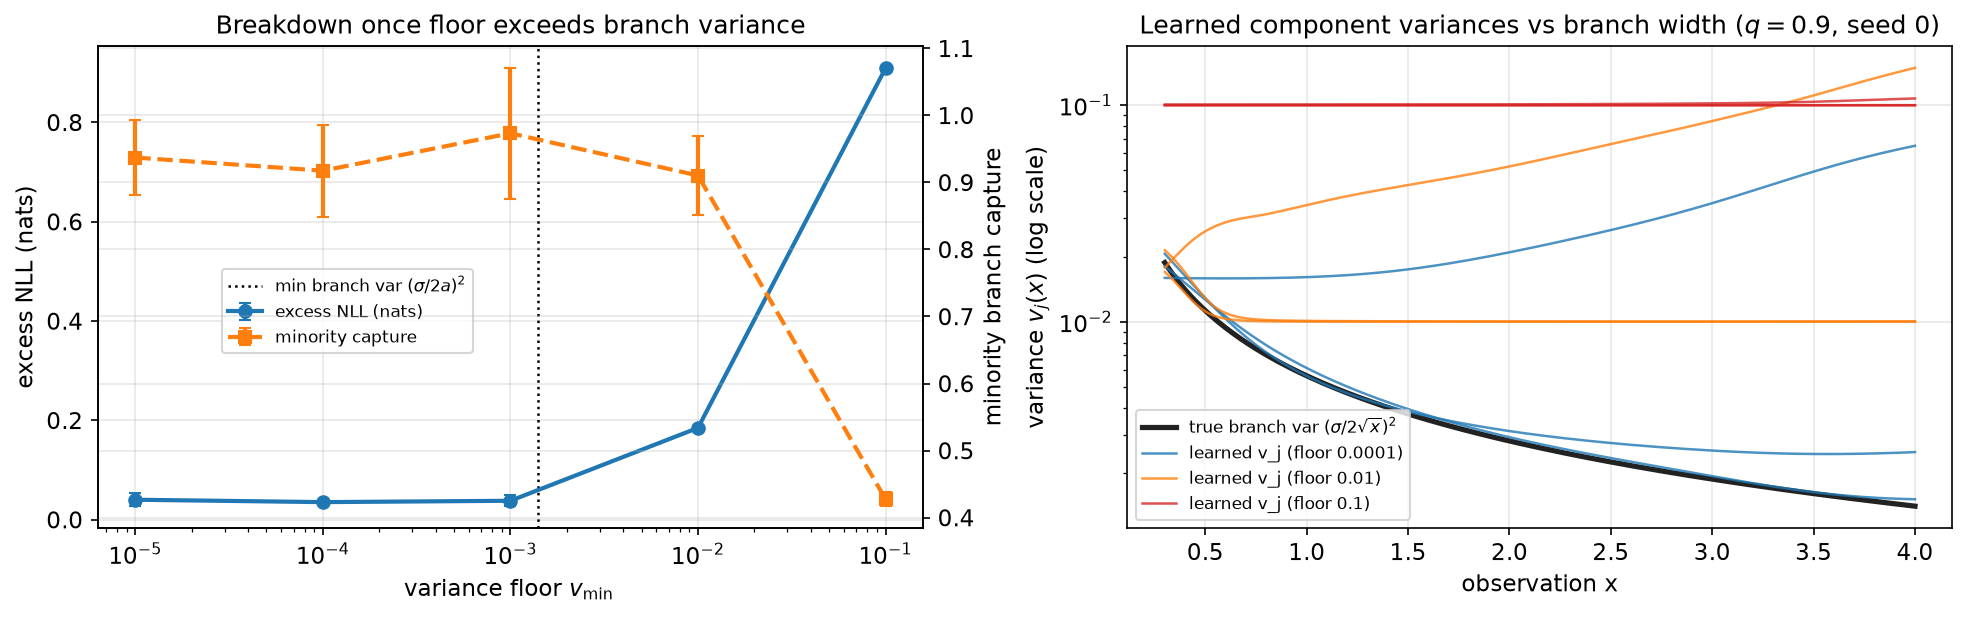 Breakdown once floor exceeds branch variance
excess NLL (nats)
0.8
0.6
0.4
0.2
0.0
1.1
1.0
0.9
0.8
0.7
0.6
0.5
0.4
minority branch capture
min branch var (σ/2a)²
excess NLL (nats)
minority capture
10⁻⁵ 10⁻⁴ 10⁻³ 10⁻² 10⁻¹
variance floor v_min
Learned component variances vs branch width (q = 0.9, seed 0)
variance v_j(x) (log scale)
10⁻¹
10⁻²
true branch var (σ/2√x)²
learned v_j (floor 0.0001)
learned v_j (floor 0.01)
learned v_j (floor 0.1)
0.5 1.0 1.5 2.0 2.5 3.0 3.5 4.0
observation x